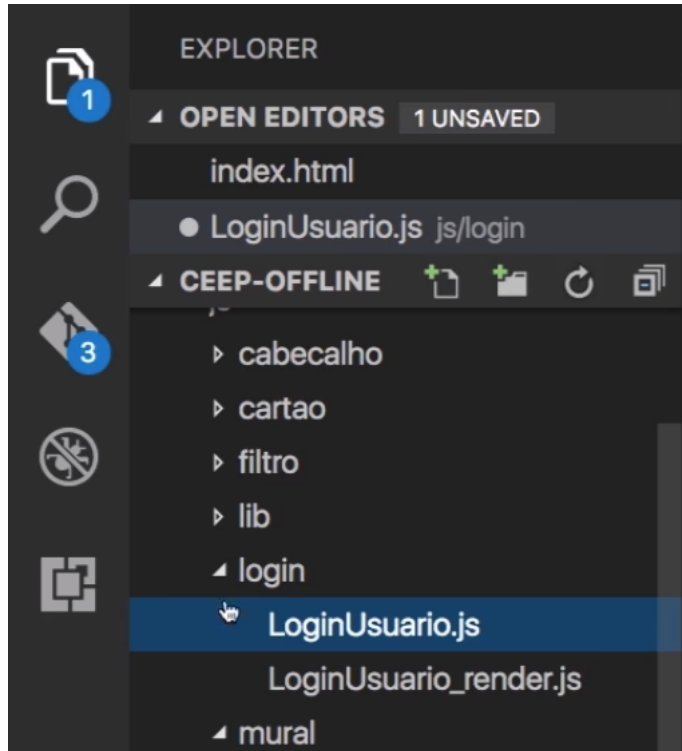 EXPLORER
1
OPEN EDITORS 1 UNSAVED
index.html
LoginUsuario.js js/login
CEEP-OFFLINE
3
cabecalho
cartao
filtro
lib
login
LoginUsuario.js
LoginUsuario_render.js
mural